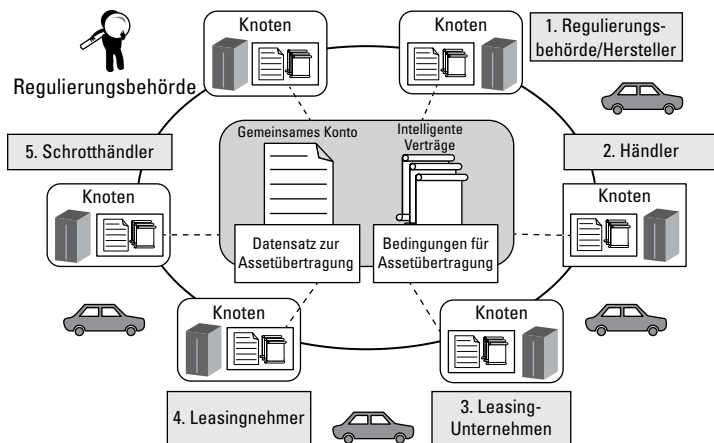 Knoten
Knoten
1. Regulierungs-
behörde/Hersteller
Regulierungsbehörde
Gemeinsames Konto
Intelligente
Verträge
5. Schrotthändler
2. Händler
Knoten
Knoten
Datensatz zur
Assetübertragung
Bedingungen für
Assetübertragung
Knoten
Knoten
4. Leasingnehmer
3. Leasing-
Unternehmen